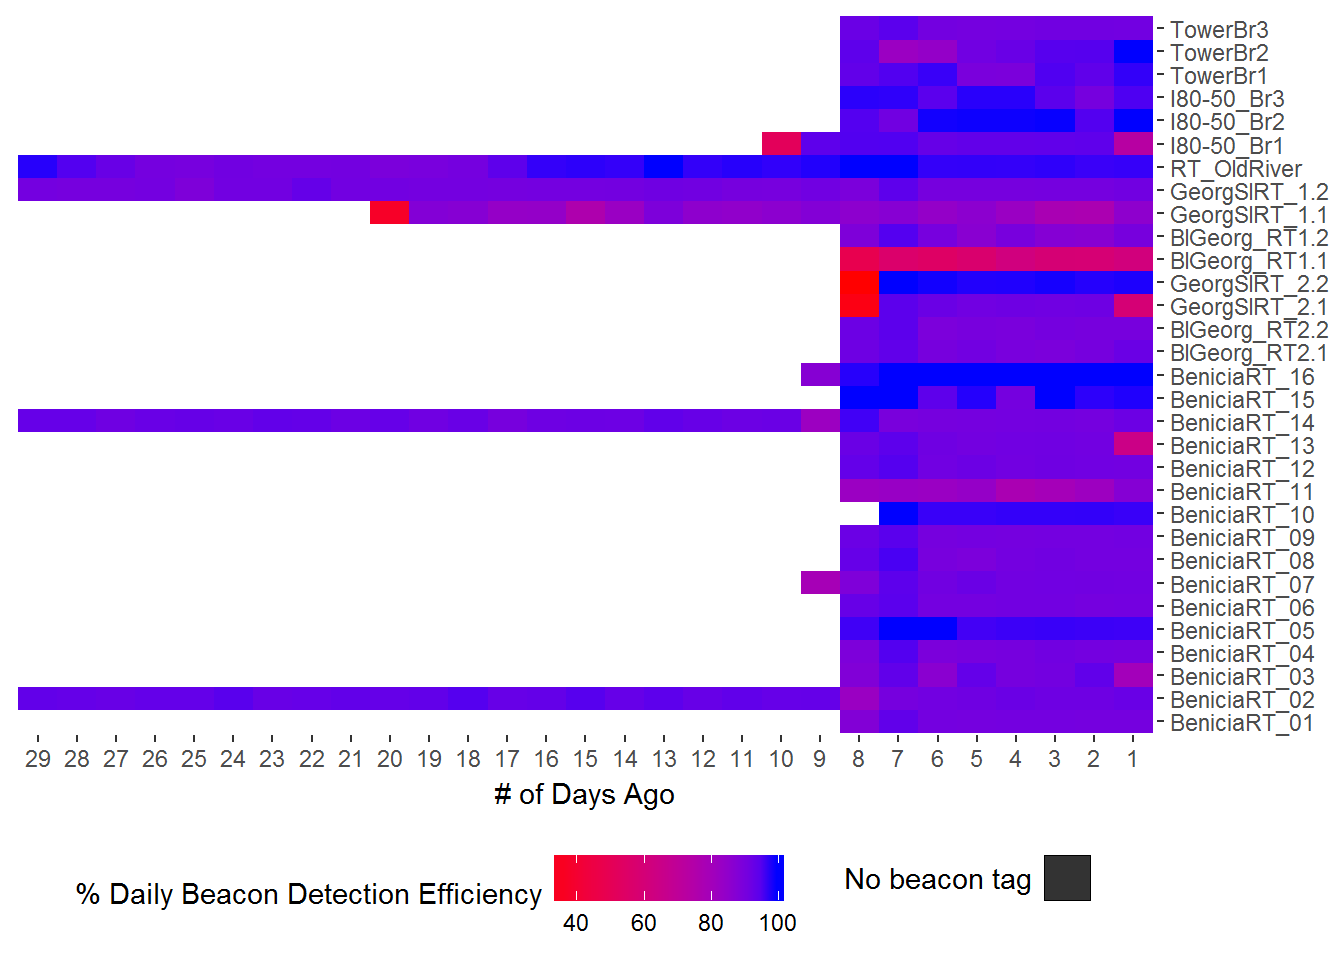 TowerBr3
TowerBr2
TowerBr1
I80-50_Br3
I80-50_Br2
I80-50_Br1
RT_OldRiver
GeorgSlRT_1.2
GeorgSlRT_1.1
BlGeorg_RT1.2
BlGeorg_RT1.1
GeorgSlRT_2.2
GeorgSlRT_2.1
BlGeorg_RT2.2
BlGeorg_RT2.1
BeniciaRT_16
BeniciaRT_15
BeniciaRT_14
BeniciaRT_13
BeniciaRT_12
BeniciaRT_11
BeniciaRT_10
BeniciaRT_09
BeniciaRT_08
BeniciaRT_07
BeniciaRT_06
BeniciaRT_05
BeniciaRT_04
BeniciaRT_03
BeniciaRT_02
BeniciaRT_01
29 28 27 26 25 24 23 22 21 20 19 18 17 16 15 14 13 12 11 10 9 8 7 6 5 4 3 2 1
# of Days Ago
% Daily Beacon Detection Efficiency
40 60 80 100
No beacon tag